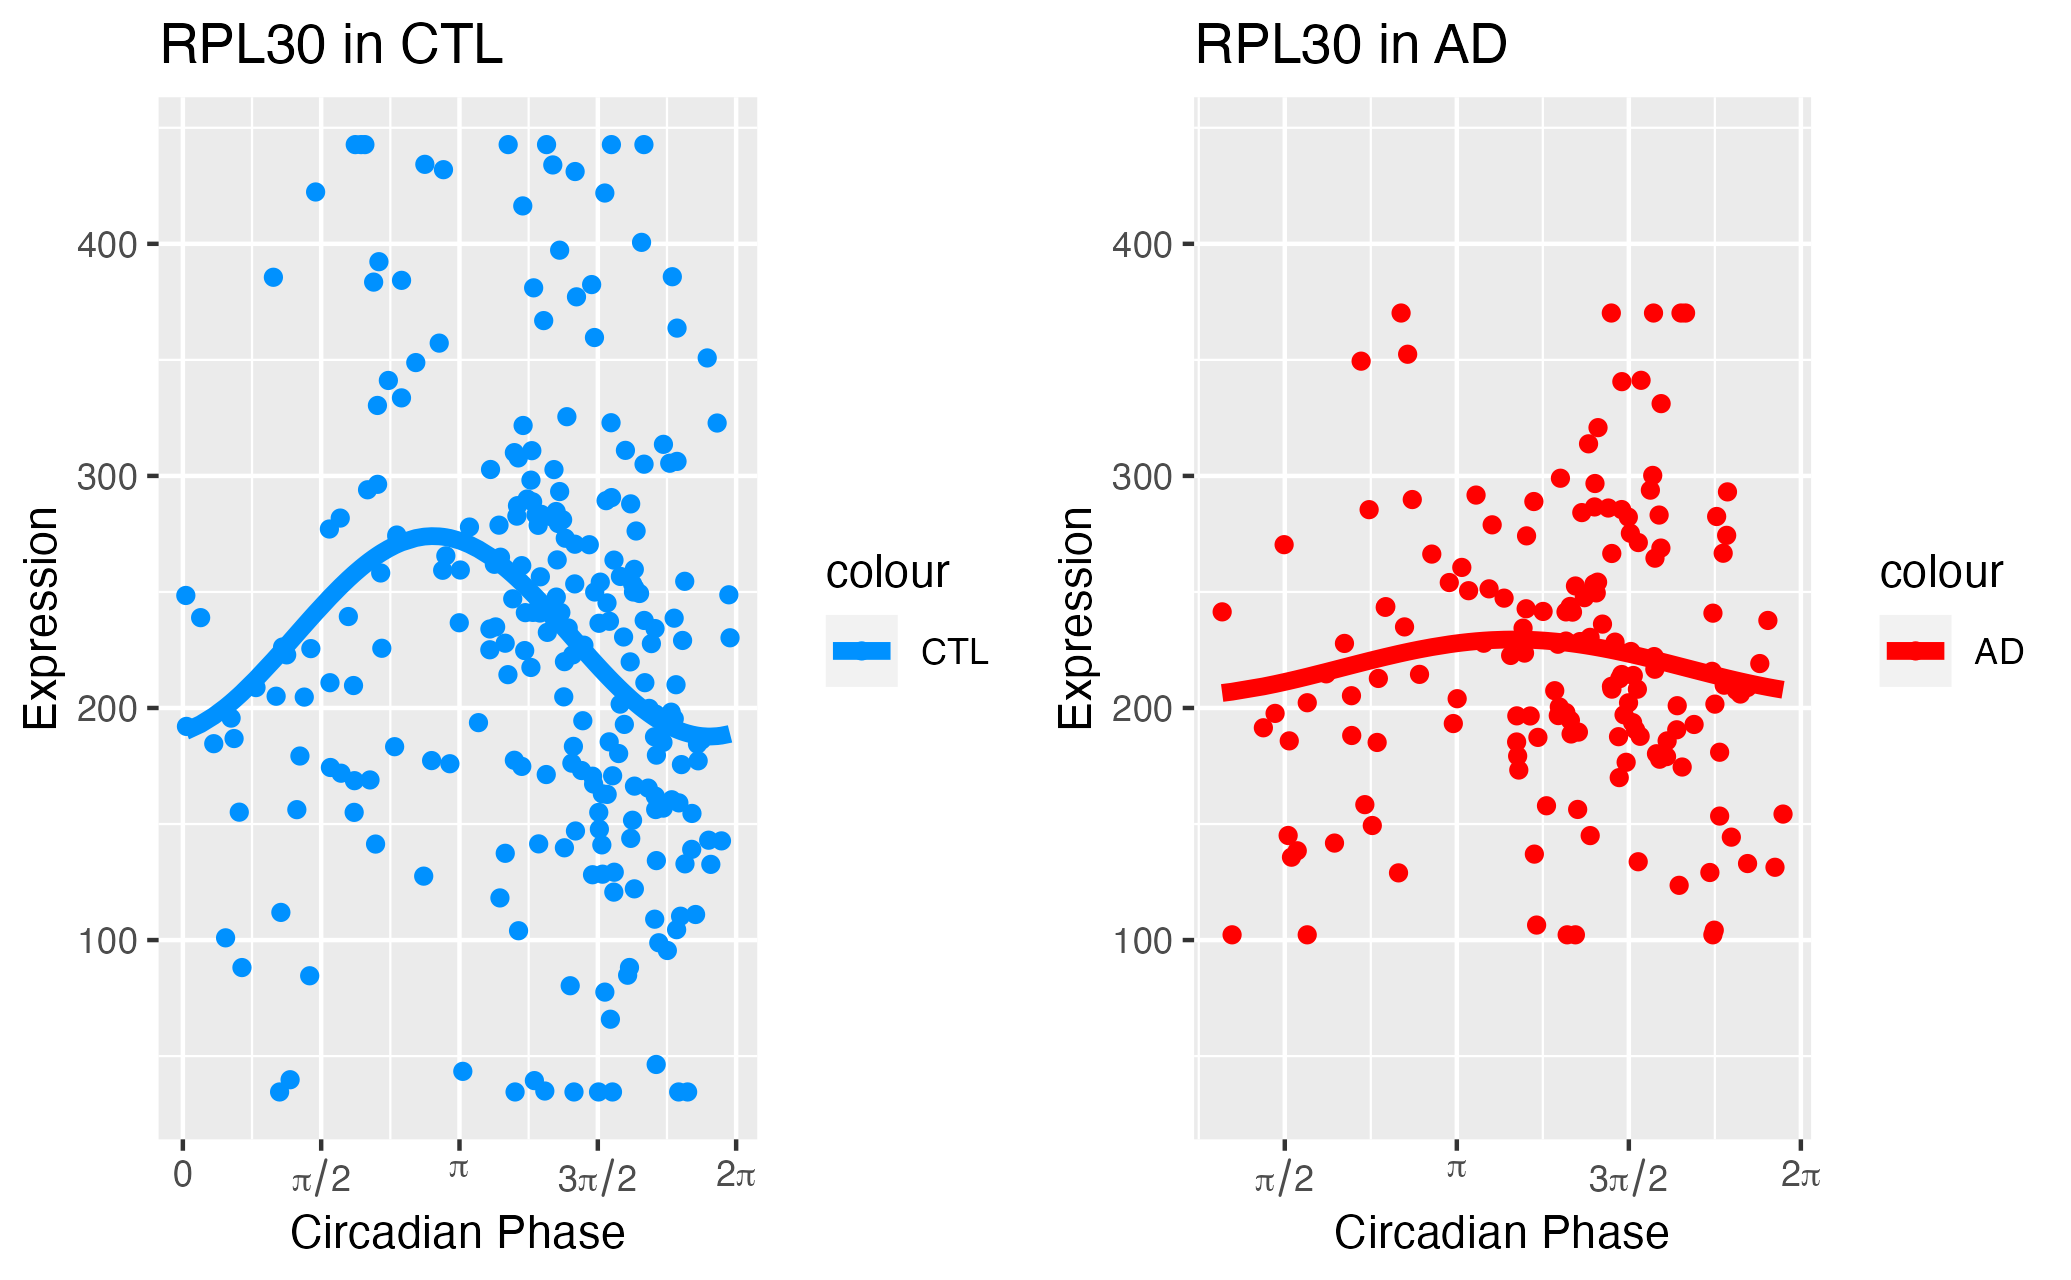 RPL30 in CTL
Expression
400
300
200
100
0 π/2 π 3π/2 2π
Circadian Phase
colour
CTL
RPL30 in AD
Expression
400
300
200
100
π/2 π 3π/2 2π
Circadian Phase
colour
AD